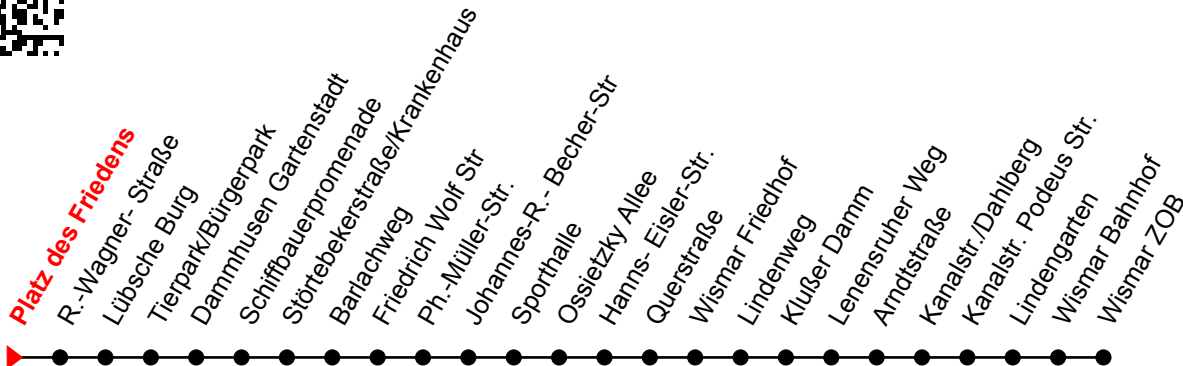 Platz des Friedens
R.-Wagner- Straße
Lübsche Burg
Tierpark/Bürgerpark
Dammhusen Gartenstadt
Schiffbauerpromenade
Störtebekerstraße/Krankenhaus
Barlachweg
Friedrich Wolf Str
Ph.-Müller-Str.
Johannes-R.- Becher-Str
Sporthalle
Ossietzky Allee
Hanns- Eisler-Str.
Querstraße
Wismar Friedhof
Lindenweg
Klußer Damm
Lenensruher Weg
Arndtstraße
Kanalstr./Dahlberg
Kanalstr. Podeus Str.
Lindengarten
Wismar Bahnhof
Wismar ZOB